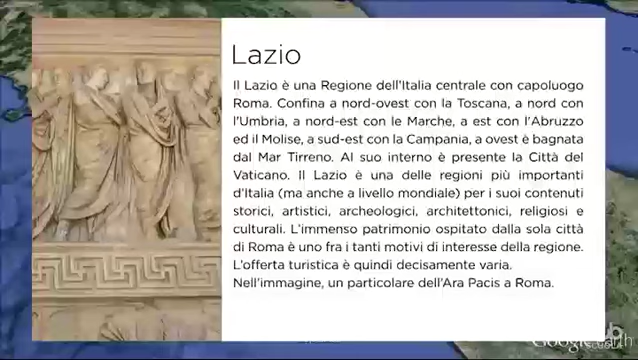 Lazio
Il Lazio è una Regione dell'Italia centrale con capoluogo
Roma. Confina a nord-ovest con la Toscana, a nord con
l'Umbria, a nord-est con le Marche, a est con l'Abruzzo
ed il Molise, a sud-est con la Campania, a ovest è bagnata
dal Mar Tirreno. Al suo interno è presente la Città del
Vaticano. Il Lazio è una delle regioni più importanti
d'Italia (ma anche a livello mondiale) per i suoi contenuti
storici, artistici, archeologici, architettonici, religiosi e
culturali. L'immenso patrimonio ospitato dalla sola città
di Roma è uno fra i tanti motivi di interesse della regione.
L'offerta turistica è quindi decisamente varia.
Nell'immagine, un particolare dell'Ara Pacis a Roma.